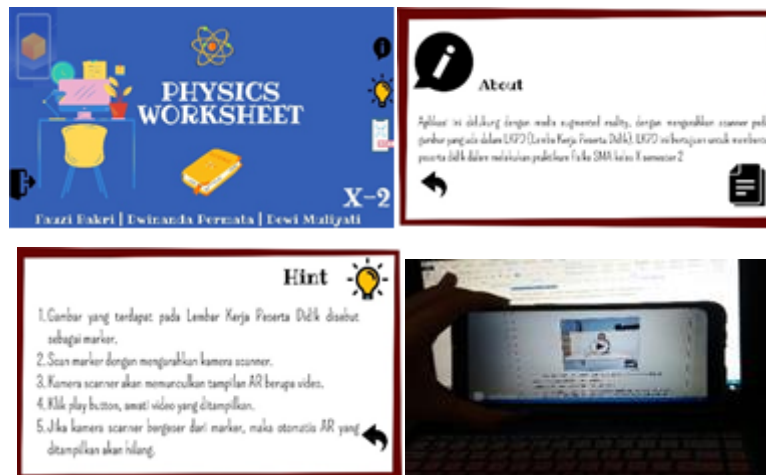 PHYSICS
WORKSHEET
X-2
Fauzi Bakri | Dwinanda Permata | Dewi Muliyati
About
Aplikasi ini didukung dengan media augmented reality, dengan mengarahkan scanner pada
gambar yang ada dalam LKPD (Lembar Kerja Peserta Didik). LKPD ini bertujuan untuk membantu
peserta didik dalam melakukan praktikum Fisika SMA kelas X semester 2
Hint
1. Gambar yang terdapat pada Lembar Kerja Peserta Didik disebut
sebagai marker.
2. Scan marker dengan mengarahkan kamera scanner.
3. Kamera scanner akan memunculkan tampilan AR berupa video.
4. Klik play button, amati video yang ditampilkan.
5. Jika kamera scanner bergeser dari marker, maka otomatis AR yang
ditampilkan akan hilang.